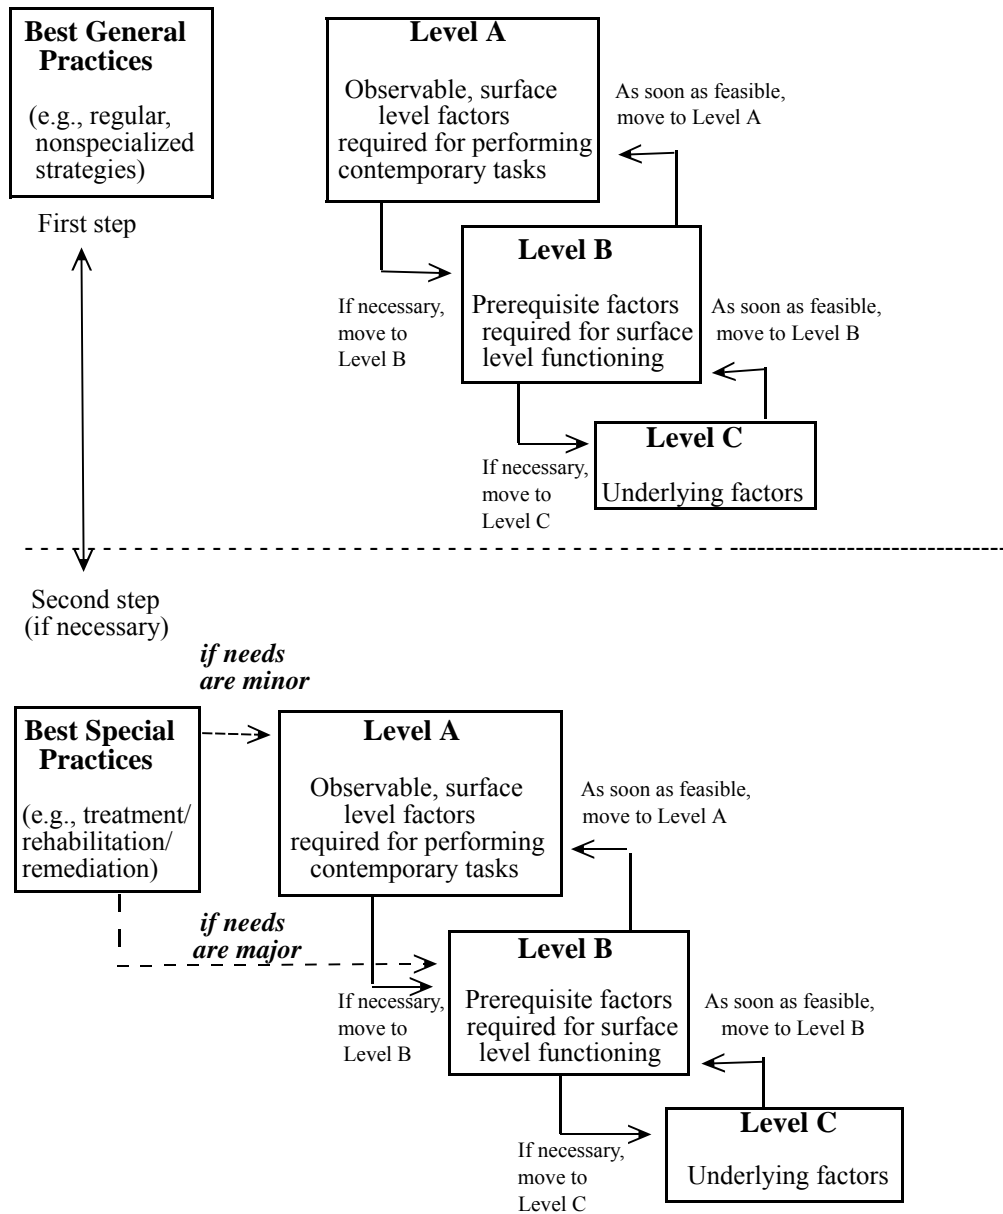 Best General
Practices
(e.g., regular,
nonspecialized
strategies)
First step
Level A
Observable, surface
level factors
required for performing
contemporary tasks
As soon as feasible,
move to Level A
If necessary,
move to
Level B
Level B
Prerequisite factors
required for surface
level functioning
As soon as feasible,
move to Level B
If necessary,
move to
Level C
Level C
Underlying factors
Second step
(if necessary)
if needs
are minor
Best Special
Practices
(e.g., treatment/
rehabilitation/
remediation)
if needs
are major
Level A
Observable, surface
level factors
required for performing
contemporary tasks
As soon as feasible,
move to Level A
If necessary,
move to
Level B
Level B
Prerequisite factors
required for surface
level functioning
As soon as feasible,
move to Level B
If necessary,
move to
Level C
Level C
Underlying factors